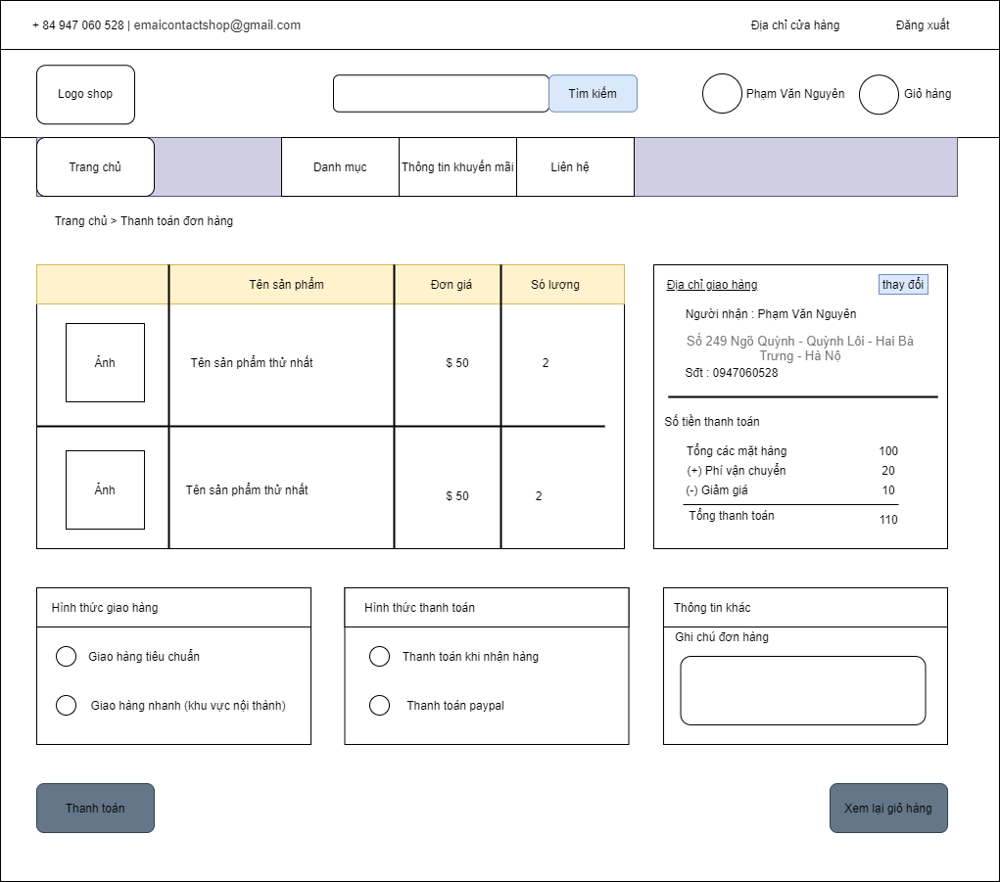 + 84 947 060 528 | emaicontactshop@gmail.com
Địa chỉ cửa hàng
Đăng xuất
Logo shop
Tìm kiếm
Phạm Văn Nguyên
Giỏ hàng
Trang chủ
Danh mục
Thông tin khuyến mãi
Liên hệ
Trang chủ > Thanh toán đơn hàng
Tên sản phẩm
Đơn giá
Só lượng
Ảnh
Tên sản phẩm thử nhất
$ 50
2
Ảnh
Tên sản phẩm thử nhất
$ 50
2
Địa chỉ giao hàng
thay đổi
Người nhận : Phạm Văn Nguyên
Số 249 Ngõ Quỳnh - Quỳnh Lôi - Hai Bà
Trưng - Hà Nộ
Sđt : 0947060528
Số tiền thanh toán
Tổng các mặt hàng
100
(+) Phí vận chuyển
20
(-) Giảm giá
10
Tổng thanh toán
110
Hình thức giao hàng
Giao hàng tiêu chuẩn
Giao hàng nhanh (khu vực nội thành)
Hình thức thanh toán
Thanh toán khi nhận hàng
Thanh toán paypal
Thông tin khác
Ghi chú đơn hàng
Thanh toán
Xem lại giỏ hàng